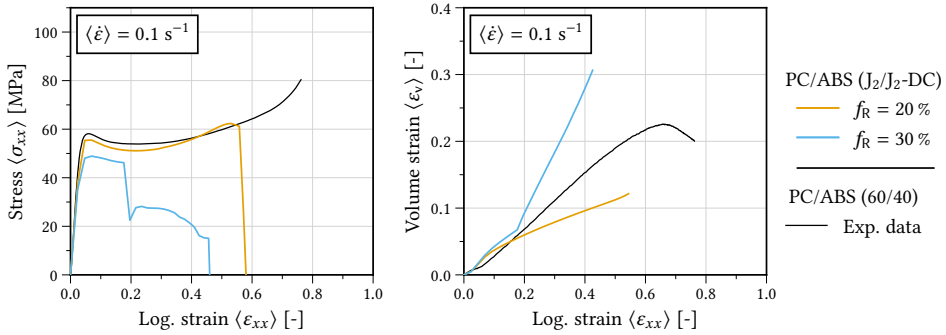 ⟨ε̇⟩ = 0.1 s⁻¹
Stress ⟨σxx⟩ [MPa]
100
80
60
40
20
0
0.0 0.2 0.4 0.6 0.8 1.0
Log. strain ⟨εxx⟩ [-]
⟨ε̇⟩ = 0.1 s⁻¹
Volume strain ⟨εv⟩ [-]
0.4
0.3
0.2
0.1
0.0
0.0 0.2 0.4 0.6 0.8 1.0
Log. strain ⟨εxx⟩ [-]
PC/ABS (J₂/J₂-DC)
fR = 20 %
fR = 30 %
PC/ABS (60/40)
Exp. data